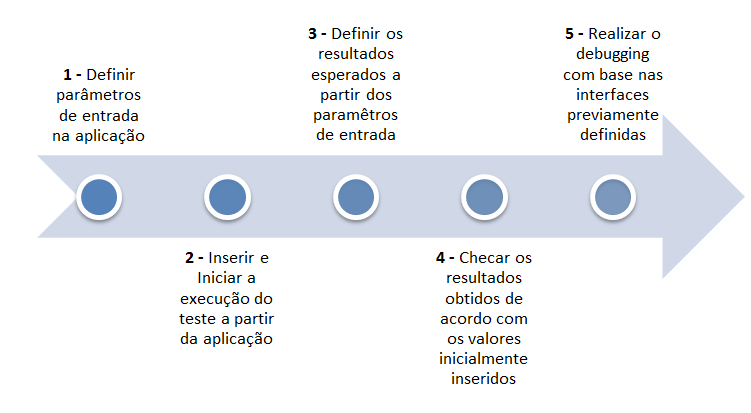 1 - Definir
parâmetros
de entrada
na aplicação
2 - Inserir e
Iniciar a
execução do
teste a partir
da aplicação
3 - Definir os
resultados
esperados a
partir dos
paramêtros
de entrada
4 - Checar os
resultados
obtidos de
acordo com
os valores
inicialmente
inseridos
5 - Realizar o
debugging
com base nas
interfaces
previamente
definidas